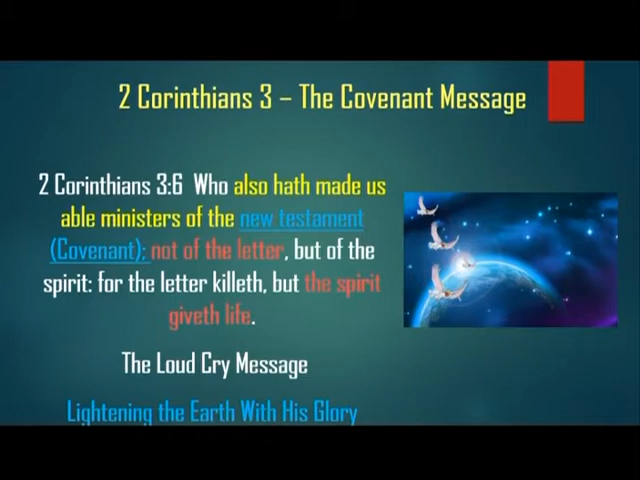 2 Corinthians 3 – The Covenant Message
2 Corinthians 3:6 Who also hath made us
able ministers of the new testament
(Covenant); not of the letter, but of the
spirit: for the letter killeth, but the spirit
giveth life.
The Loud Cry Message
Lightening the Earth With His Glory